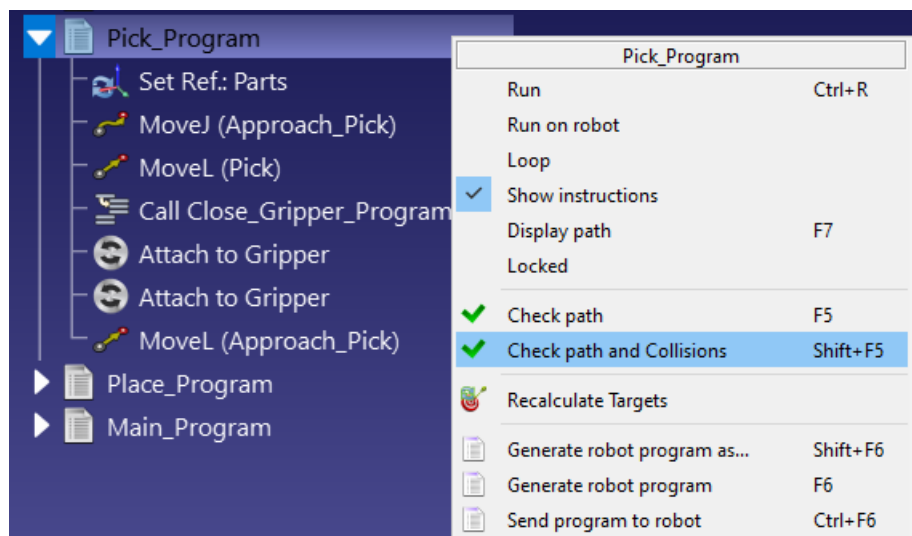 Pick_Program
Set Ref.: Parts
MoveJ (Approach_Pick)
MoveL (Pick)
Call Close_Gripper_Program
Attach to Gripper
Attach to Gripper
MoveL (Approach_Pick)
Place_Program
Main_Program
Pick_Program
Run Ctrl+R
Run on robot
Loop
Show instructions
Display path F7
Locked
Check path F5
Check path and Collisions Shift+F5
Recalculate Targets
Generate robot program as... Shift+F6
Generate robot program F6
Send program to robot Ctrl+F6